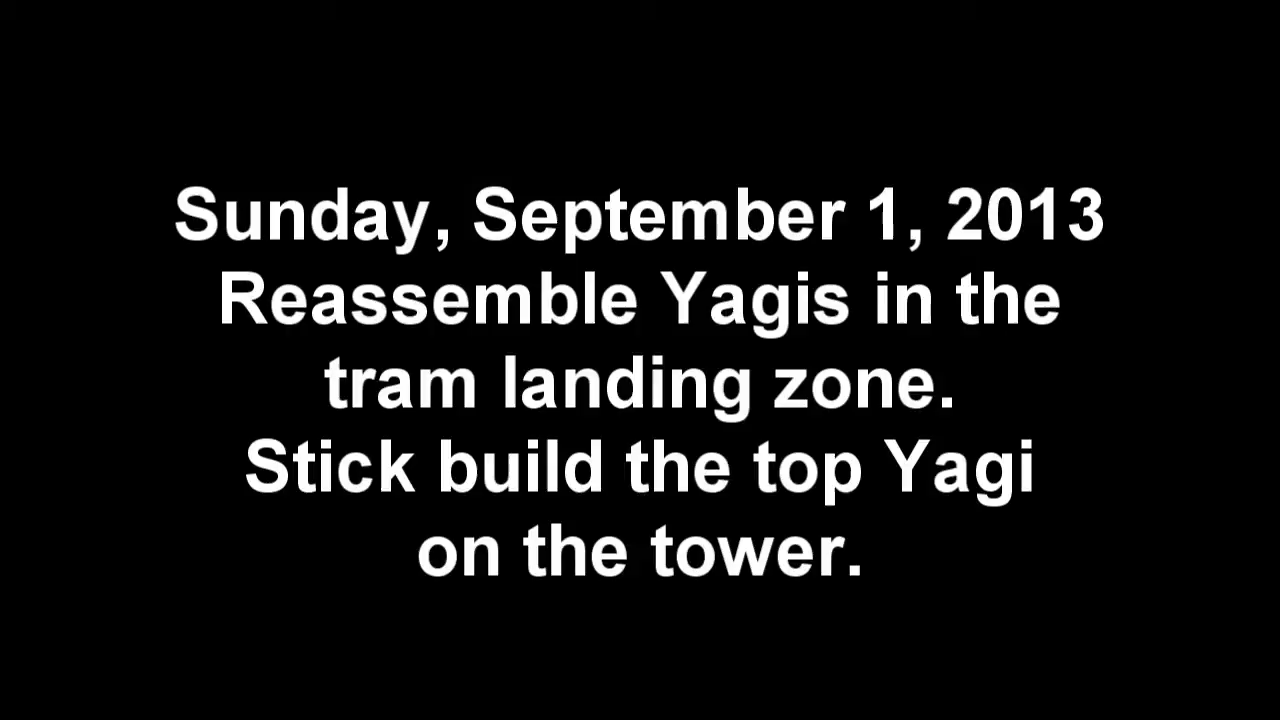 Sunday, September 1, 2013
Reassemble Yagis in the
tram landing zone.
Stick build the top Yagi
on the tower.